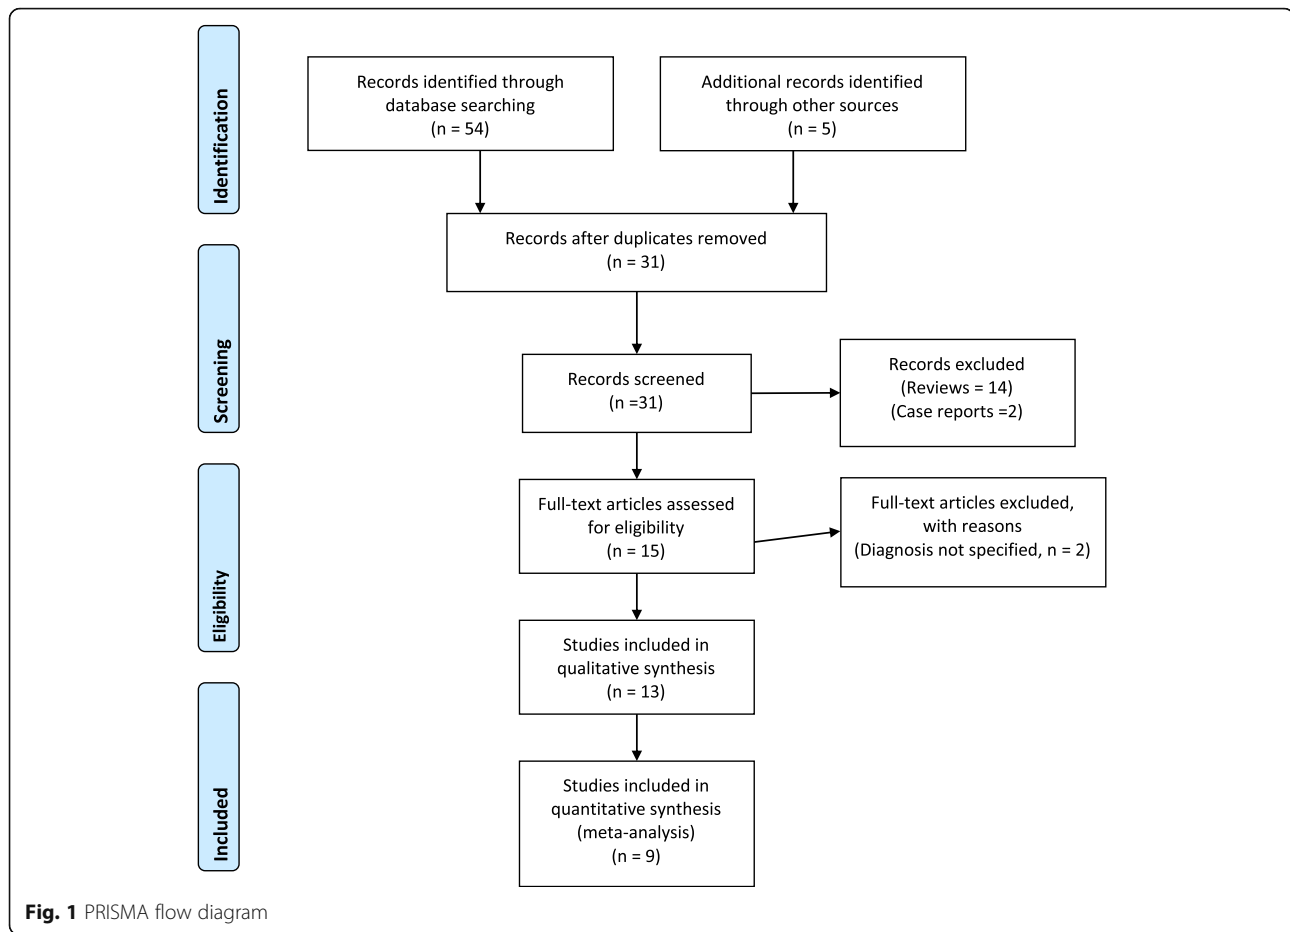 Identification
Records identified through
database searching
(n = 54)
Additional records identified
through other sources
(n = 5)
Records after duplicates removed
(n = 31)
Screening
Records screened
(n =31)
Records excluded
(Reviews = 14)
(Case reports =2)
Eligibility
Full-text articles assessed
for eligibility
(n = 15)
Full-text articles excluded,
with reasons
(Diagnosis not specified, n = 2)
Studies included in
qualitative synthesis
(n = 13)
Included
Studies included in
quantitative synthesis
(meta-analysis)
(n = 9)
Fig. 1 PRISMA flow diagram